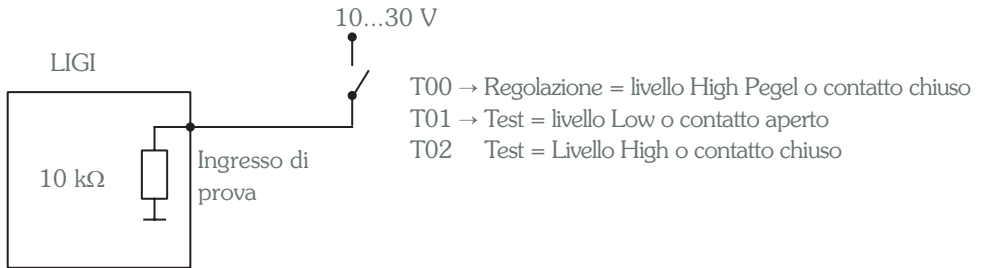 10...30 V
LIGI
T00 → Regolazione = livello High Pegel o contatto chiuso
T01 → Test = livello Low o contatto aperto
T02 Test = Livello High o contatto chiuso
Ingresso di
prova
10 kΩ